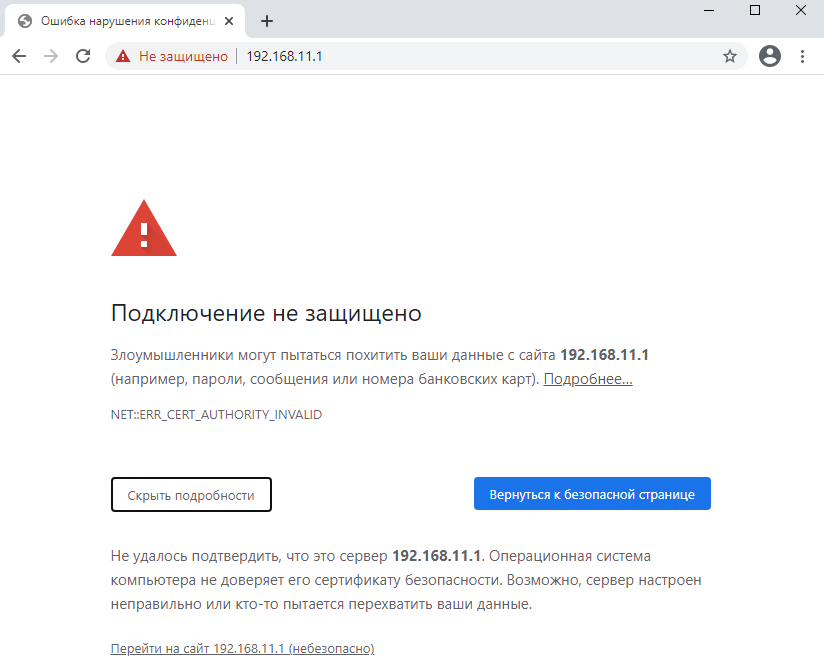 Ошибка нарушения конфиденц
Не защищено
192.168.11.1
Подключение не защищено
Злоумышленники могут пытаться похитить ваши данные с сайта 192.168.11.1
(например, пароли, сообщения или номера банковских карт). Подробнее...
NET::ERR_CERT_AUTHORITY_INVALID
Скрыть подробности
Вернуться к безопасной странице
Не удалось подтвердить, что это сервер 192.168.11.1. Операционная система
компьютера не доверяет его сертификату безопасности. Возможно, сервер настроен
неправильно или кто-то пытается перехватить ваши данные.
Перейти на сайт 192.168.11.1 (небезопасно)